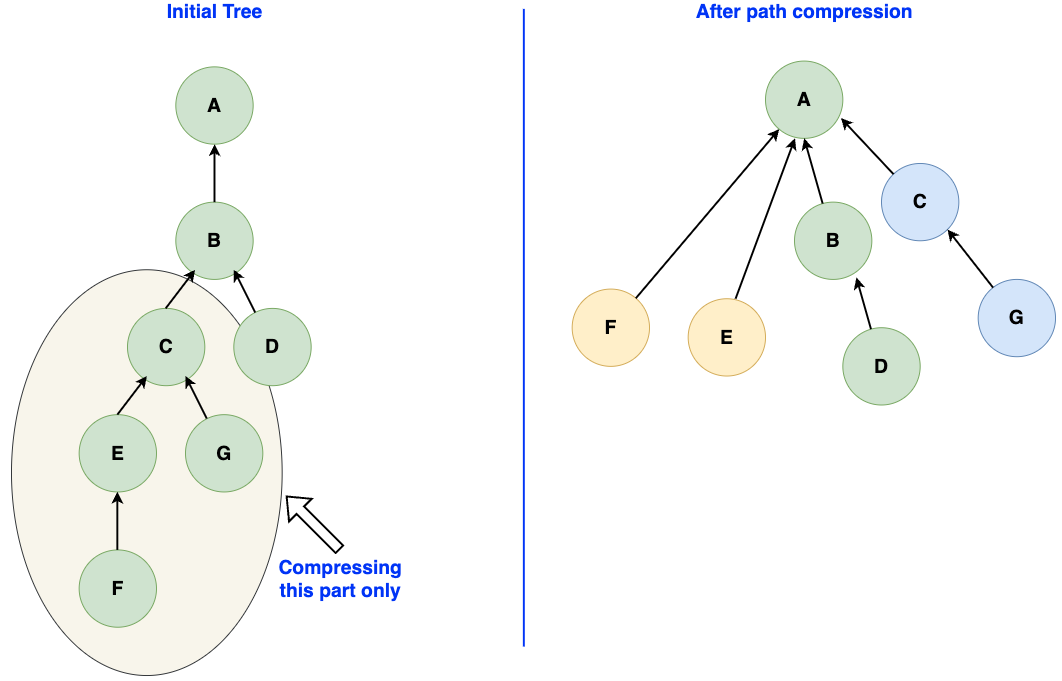 Initial Tree
After path compression
A
B
C
D
E
G
F
Compressing
this part only
A
C
B
F
E
D
G